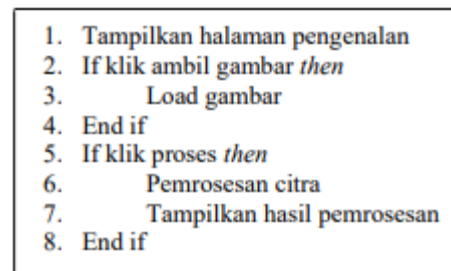 1. Tampilkan halaman pengenalan
2. If klik ambil gambar then
3. Load gambar
4. End if
5. If klik proses then
6. Pemrosesan citra
7. Tampilkan hasil pemrosesan
8. End if